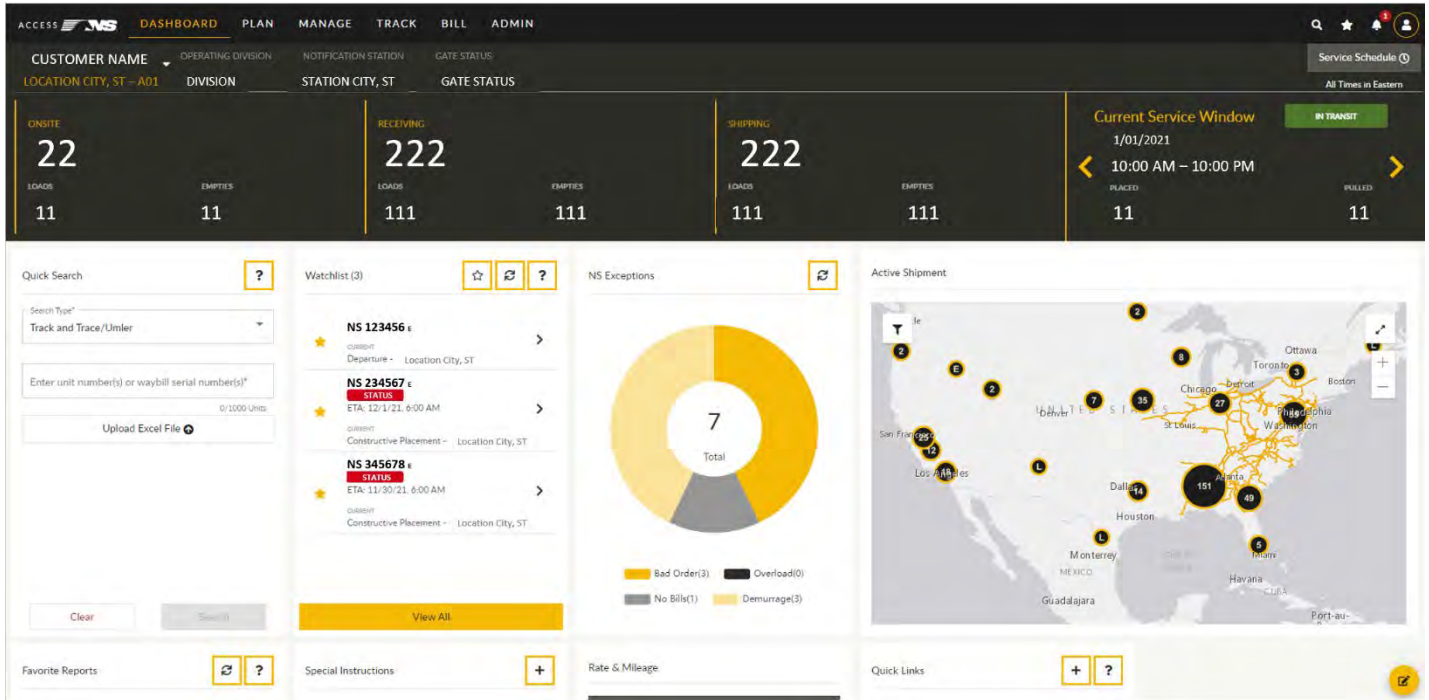 ACCESS NS DASHBOARD PLAN MANAGE TRACK BILL ADMIN
1
CUSTOMER NAME OPERATING DIVISION NOTIFICATION STATION GATE STATUS
Service Schedule
LOCATION CITY, ST – A01 DIVISION STATION CITY, ST GATE STATUS
All Times in Eastern
ONSITE
22
LOADS EMPTIES
11 11
RECEIVING
222
LOADS EMPTIES
111 111
SHIPPING
222
LOADS EMPTIES
111 111
Current Service Window IN TRANSIT
1/01/2021
10:00 AM – 10:00 PM
PLACED PULLED
11 11
Quick Search ?
Search Type*
Track and Trace/Umler
Enter unit number(s) or waybill serial number(s)*
0/1000 Units
Upload Excel File
Clear Search
Watchlist (3) ?
NS 123456 E
CURRENT
Departure - Location City, ST
NS 234567 E
STATUS
ETA: 12/1/21, 6:00 AM
CURRENT
Constructive Placement - Location City, ST
NS 345678 E
STATUS
ETA: 11/30/21, 6:00 AM
CURRENT
Constructive Placement - Location City, ST
View All
NS Exceptions
7
Total
Bad Order(3) Overload(0)
No Bills(1) Demurrage(3)
Active Shipment
2
le
2
8
Ottawa
L
E
Toronto
3
+
2
Chicago
Detroit
Boston
−
7
35
27
UNITED STATES
Denver
Philadelphia
St Louis
Washington
San Francisco
25
12
Los Angeles
18
L
Dallas
14
151
Atlanta
49
Houston
L
5
Monterrey
Miami
MEXICO
Havana
CUBA
Guadalajara
Port-au-
Favorite Reports ?
Special Instructions +
Rate & Mileage
Quick Links + ?